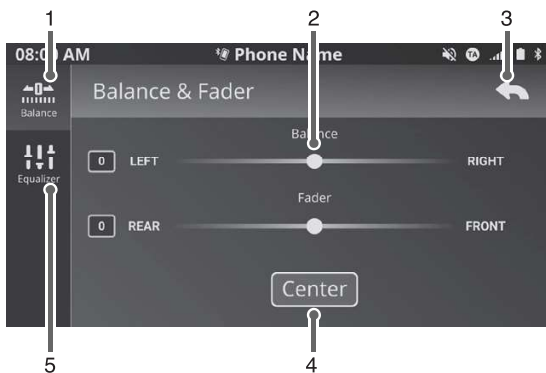 1 2 3
08:00 AM Phone Name TA
Balance & Fader
Balance
Balance
0 LEFT RIGHT
Equalizer
Fader
0 REAR FRONT
Center
5 4